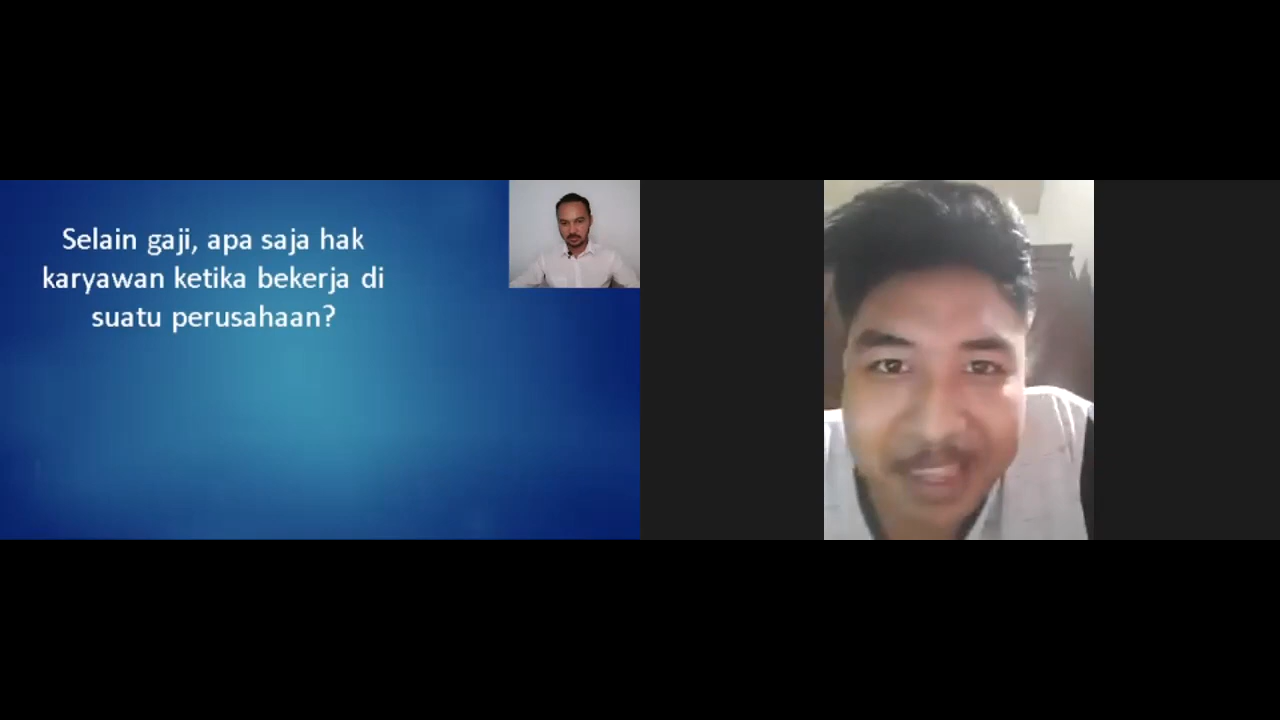 Selain gaji, apa saja hak
karyawan ketika bekerja di
suatu perusahaan?